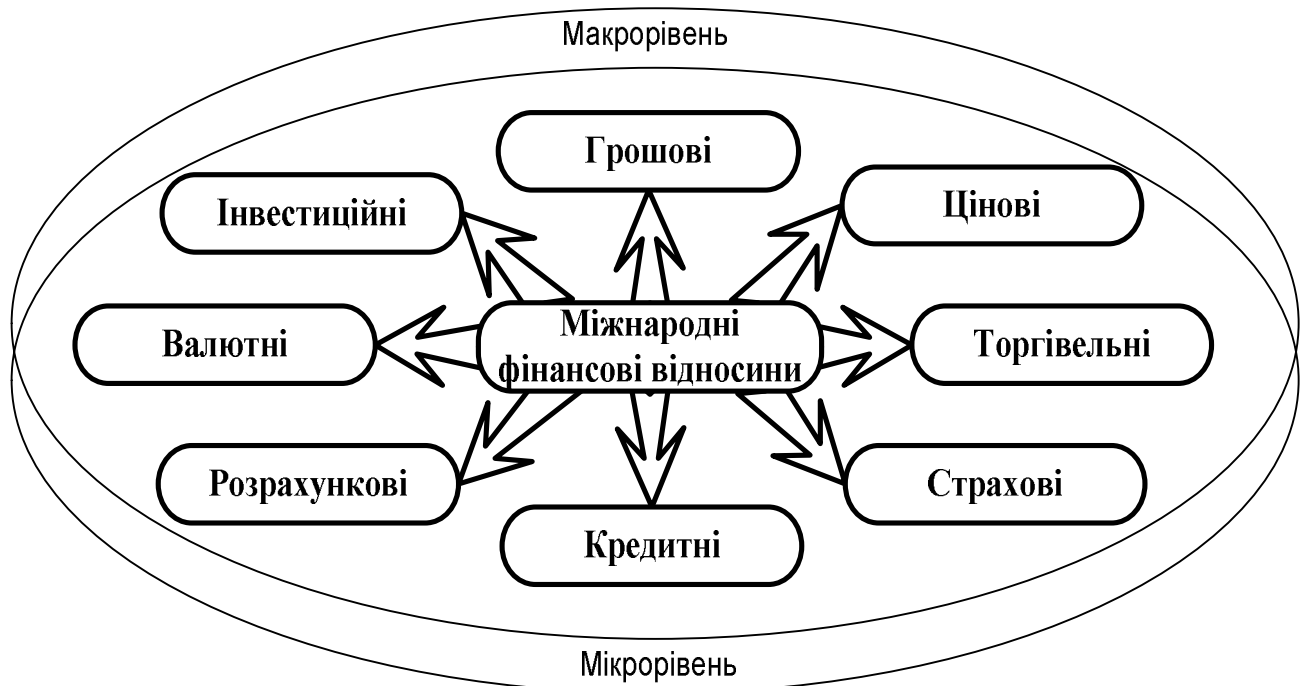 Макрорівень
Грошові
Інвестиційні
Цінові
Міжнародні
фінансові відносини
Валютні
Торгівельні
Розрахункові
Страхові
Кредитні
Мікрорівень